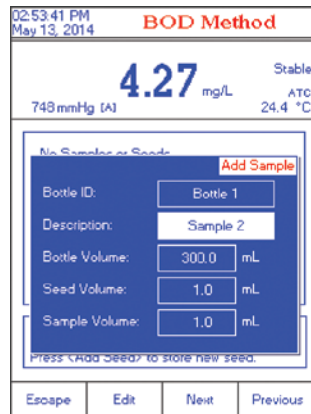 02:53:41 PM
May 13, 2014
BOD Method
4.27 mg/L
Stable
ATC
748 mmHg [A]
24.4 °C
No Samples or Seeds
Add Sample
Bottle ID: Bottle 1
Description: Sample 2
Bottle Volume: 300.0 mL
Seed Volume: 1.0 mL
Sample Volume: 1.0 mL
Press <Add Seed> to store new seed.
Escape Edit Next Previous